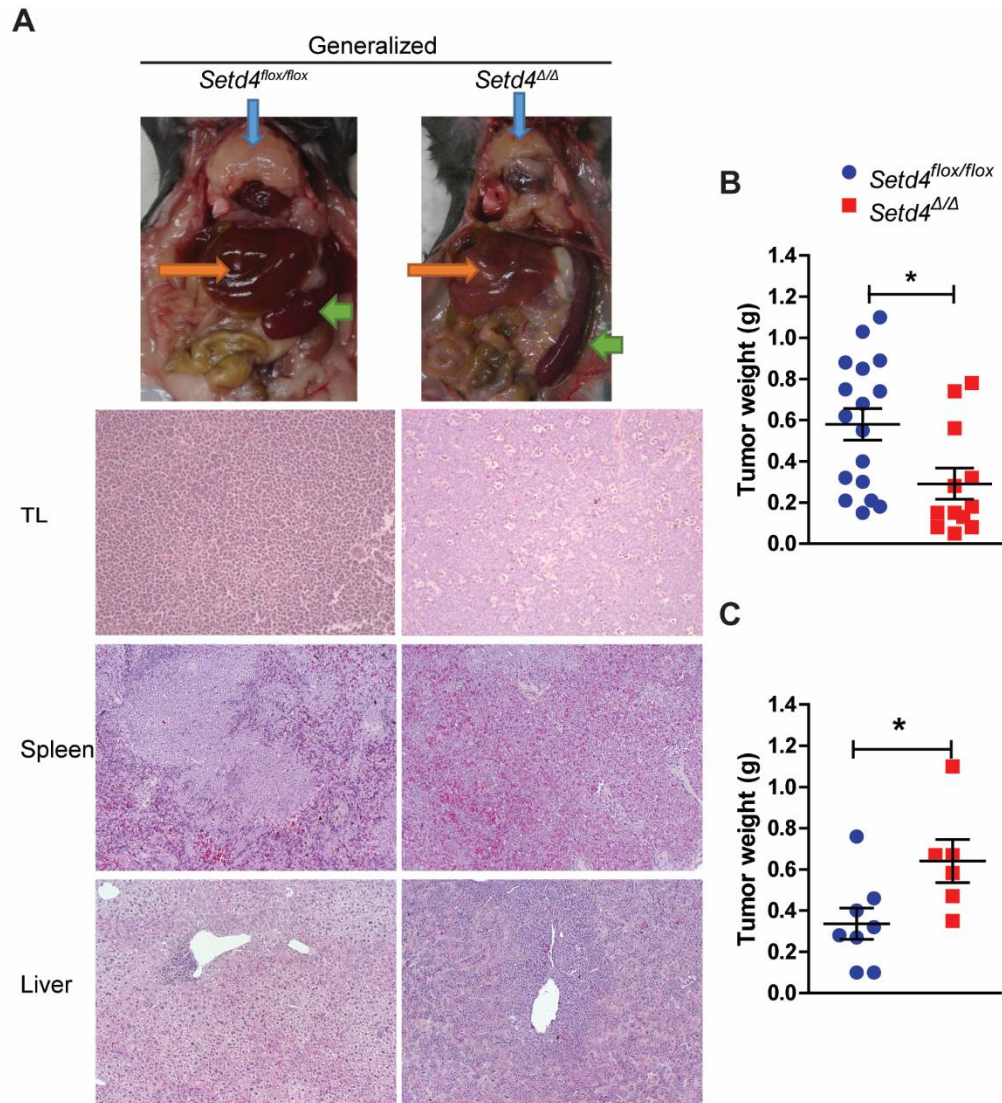 A
Generalized
Setd4flox/flox
Setd4Δ/Δ
TL
Spleen
Liver
B
Setd4flox/flox
Setd4Δ/Δ
Tumor weight (g)
1.4
1.2
1.0
0.8
0.6
0.4
0.2
0.0
*
C
Tumor weight (g)
1.4
1.2
1.0
0.8
0.6
0.4
0.2
0.0
*